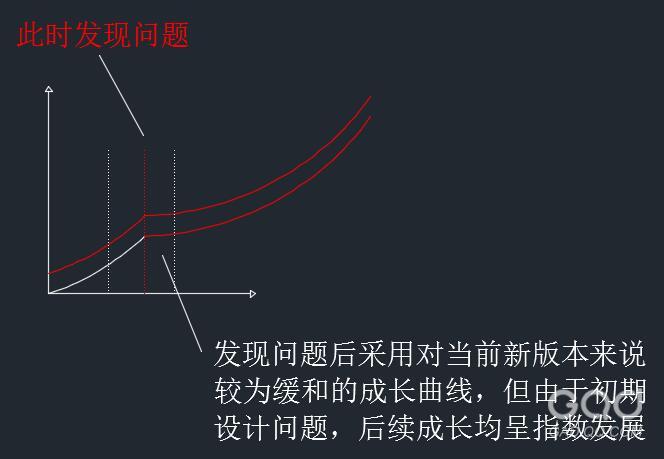 此时发现问题
发现问题后采用对当前新版本来说
较为缓和的成长曲线，但由于初期
设计问题，后续成长均呈指数发展